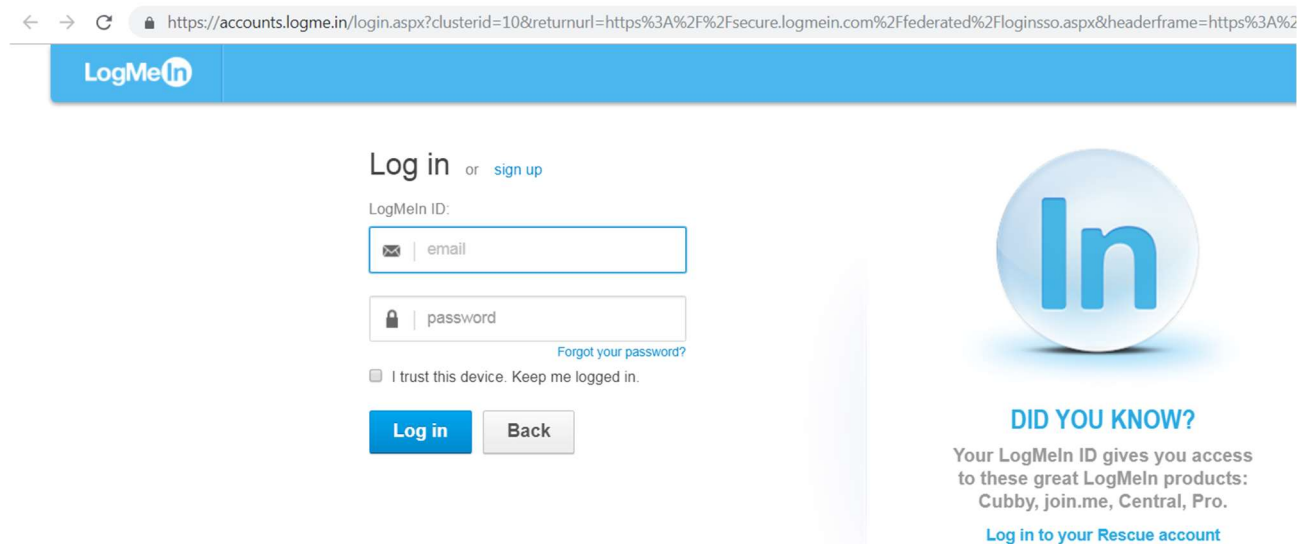 https://accounts.logme.in/login.aspx?clusterid=10&returnurl=https%3A%2F%2Fsecure.logmein.com%2Ffederated%2Floginsso.aspx&headerframe=https%3A%2
LogMeIn
Log in or sign up
LogMeIn ID:
email
password
Forgot your password?
I trust this device. Keep me logged in.
Log in Back
In
DID YOU KNOW?
Your LogMeIn ID gives you access
to these great LogMeIn products:
Cubby, join.me, Central, Pro.
Log in to your Rescue account